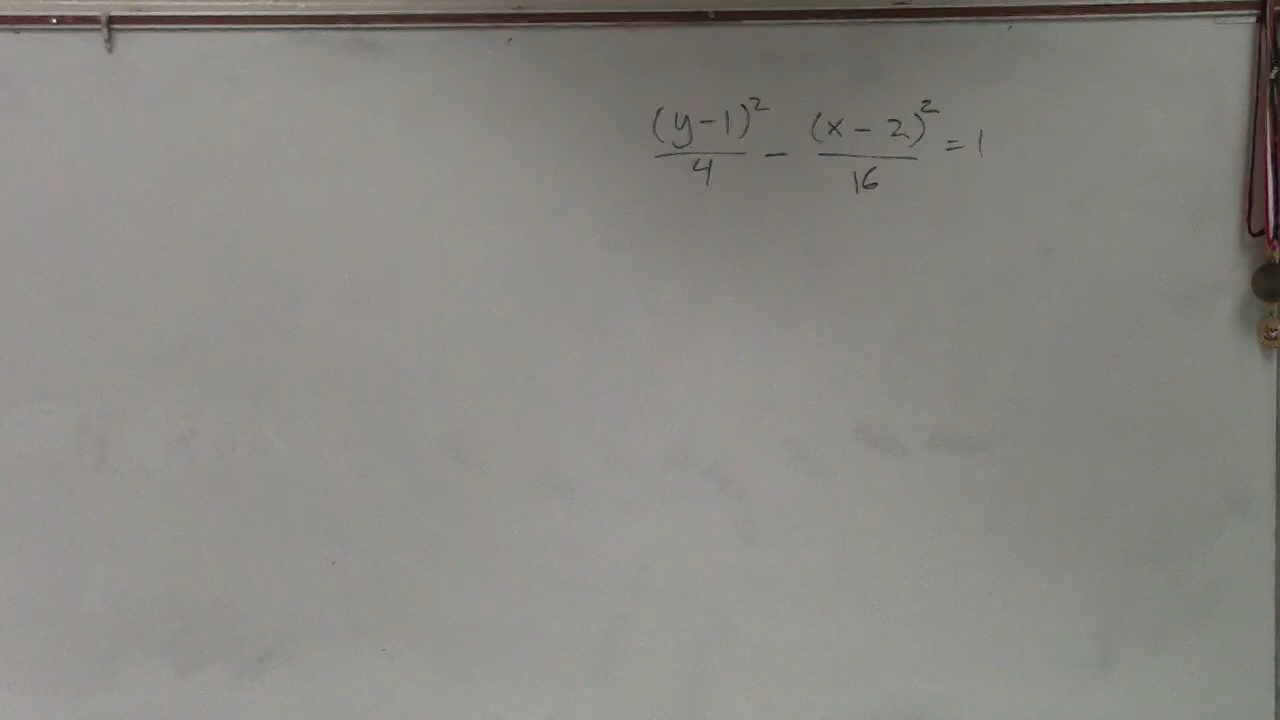 (y-1)²/4 - (x-2)²/16 = 1